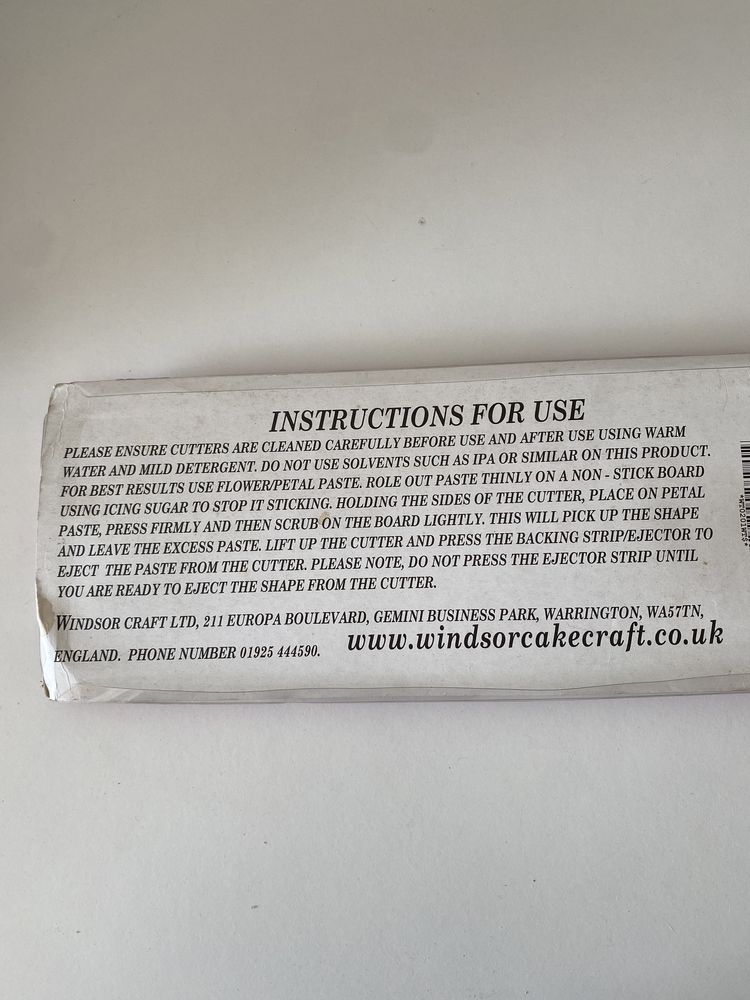 INSTRUCTIONS FOR USE
PLEASE ENSURE CUTTERS ARE CLEANED CAREFULLY BEFORE USE AND AFTER USE USING WARM
WATER AND MILD DETERGENT. DO NOT USE SOLVENTS SUCH AS IPA OR SIMILAR ON THIS PRODUCT.
FOR BEST RESULTS USE FLOWER/PETAL PASTE. ROLE OUT PASTE THINLY ON A NON - STICK BOARD
USING ICING SUGAR TO STOP IT STICKING. HOLDING THE SIDES OF THE CUTTER, PLACE ON PETAL
PASTE, PRESS FIRMLY AND THEN SCRUB ON THE BOARD LIGHTLY. THIS WILL PICK UP THE SHAPE
AND LEAVE THE EXCESS PASTE. LIFT UP THE CUTTER AND PRESS THE BACKING STRIP/EJECTOR TO
EJECT THE PASTE FROM THE CUTTER. PLEASE NOTE, DO NOT PRESS THE EJECTOR STRIP UNTIL
YOU ARE READY TO EJECT THE SHAPE FROM THE CUTTER.
WINDSOR CRAFT LTD, 211 EUROPA BOULEVARD, GEMINI BUSINESS PARK, WARRINGTON, WA57TN,
ENGLAND. PHONE NUMBER 01925 444590. www.windsorcakecraft.co.uk